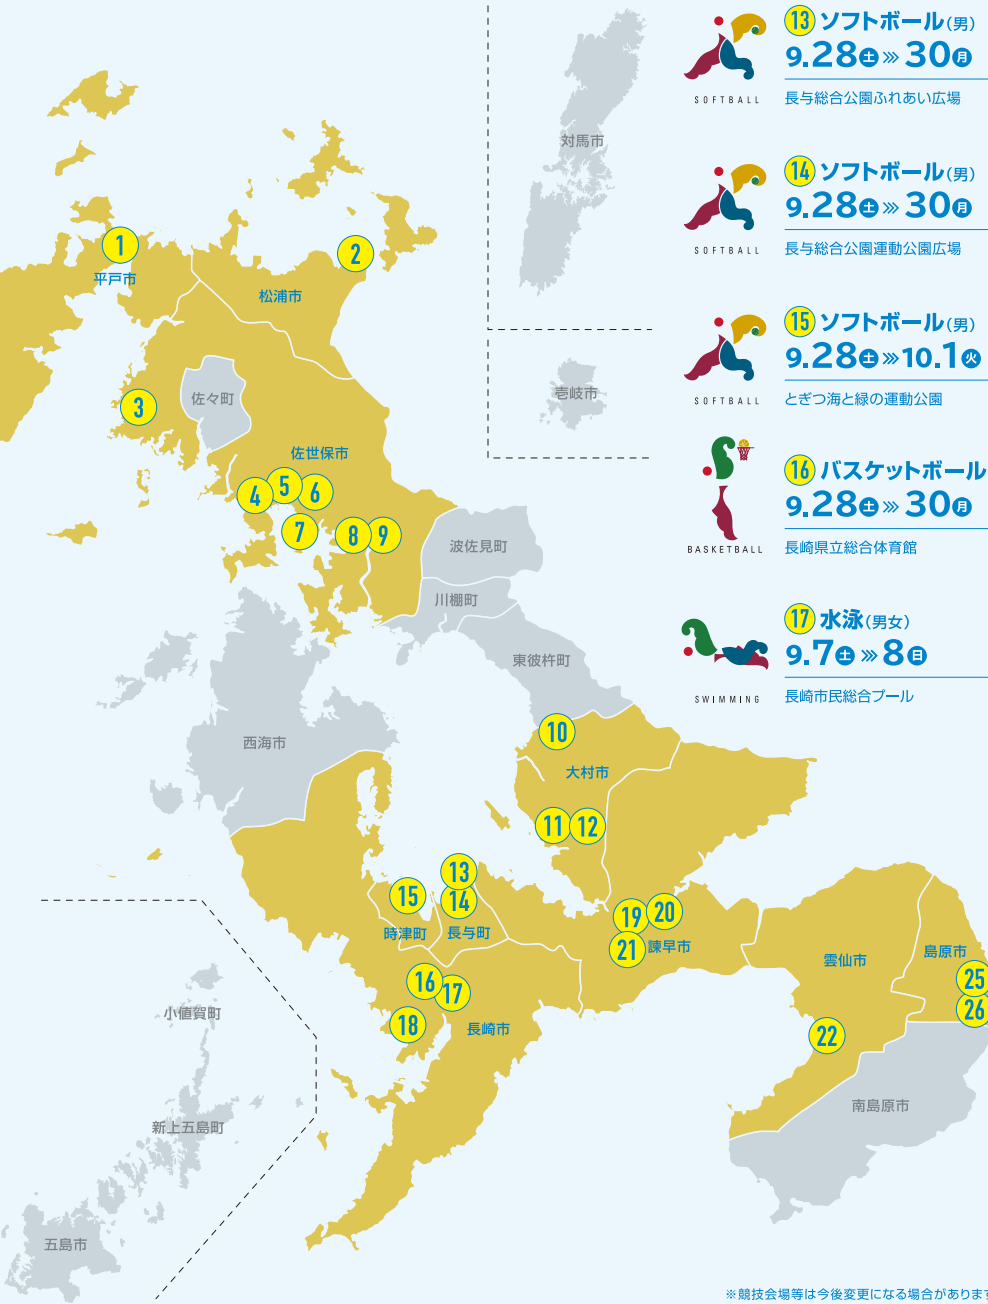 13 ソフトボール(男)
9.28土 >>> 30月
SOFTBALL
長与総合公園ふれあい広場
14 ソフトボール(男)
9.28土 >>> 30月
SOFTBALL
長与総合公園運動公園広場
15 ソフトボール(男)
9.28土 >>> 10.1火
SOFTBALL
とぎつ海と緑の運動公園
16 バスケットボール
9.28土 >>> 30月
BASKETBALL
長崎県立総合体育館
17 水泳(男女)
9.7土 >>> 8日
SWIMMING
長崎市民総合プール
対馬市
壱岐市
1
平戸市
2
松浦市
3
佐々町
佐世保市
4
5
6
7
8
9
波佐見町
川棚町
東彼杵町
西海市
10
大村市
11
12
13
14
15
時津町
長与町
16
17
18
長崎市
19
20
21
諫早市
22
雲仙市
島原市
25
26
南島原市
小値賀町
新上五島町
五島市
※競技会場等は今後変更になる場合があります